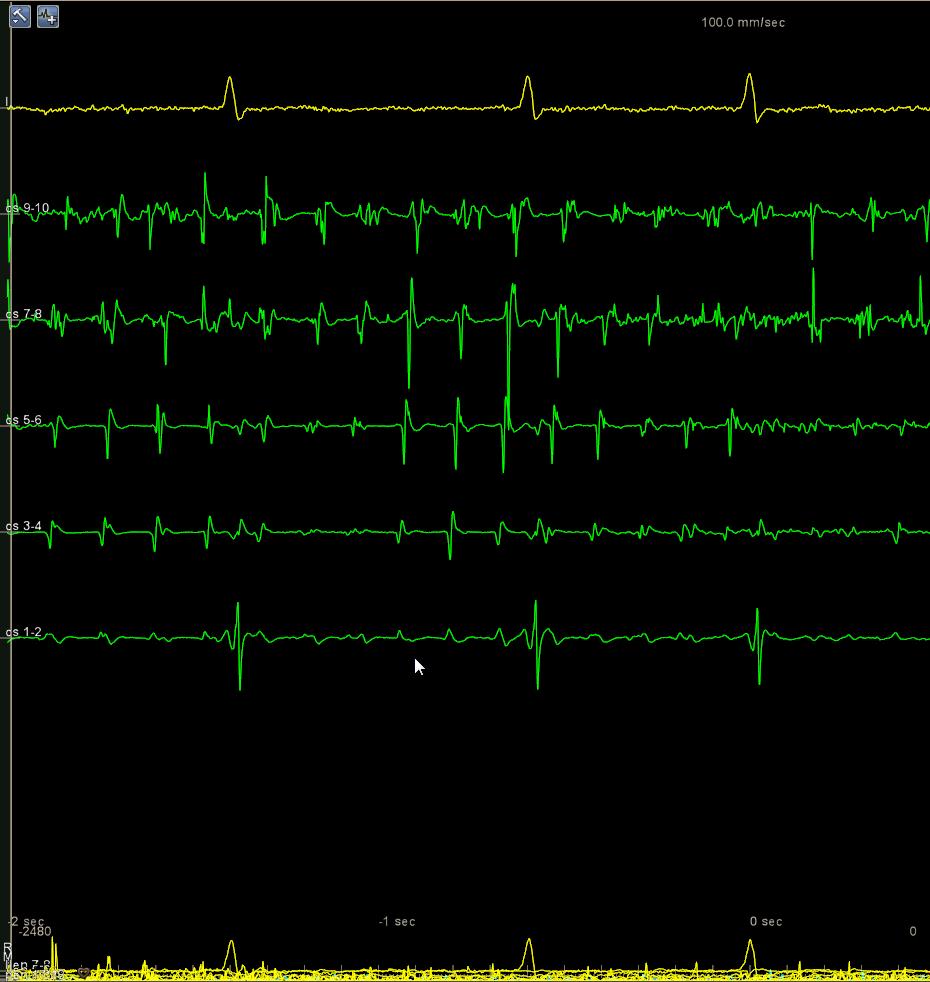 100.0 mm/sec
I
cs 9-10
cs 7-8
cs 5-6
cs 3-4
cs 1-2
-2 sec
-1 sec
0 sec
-2480
0